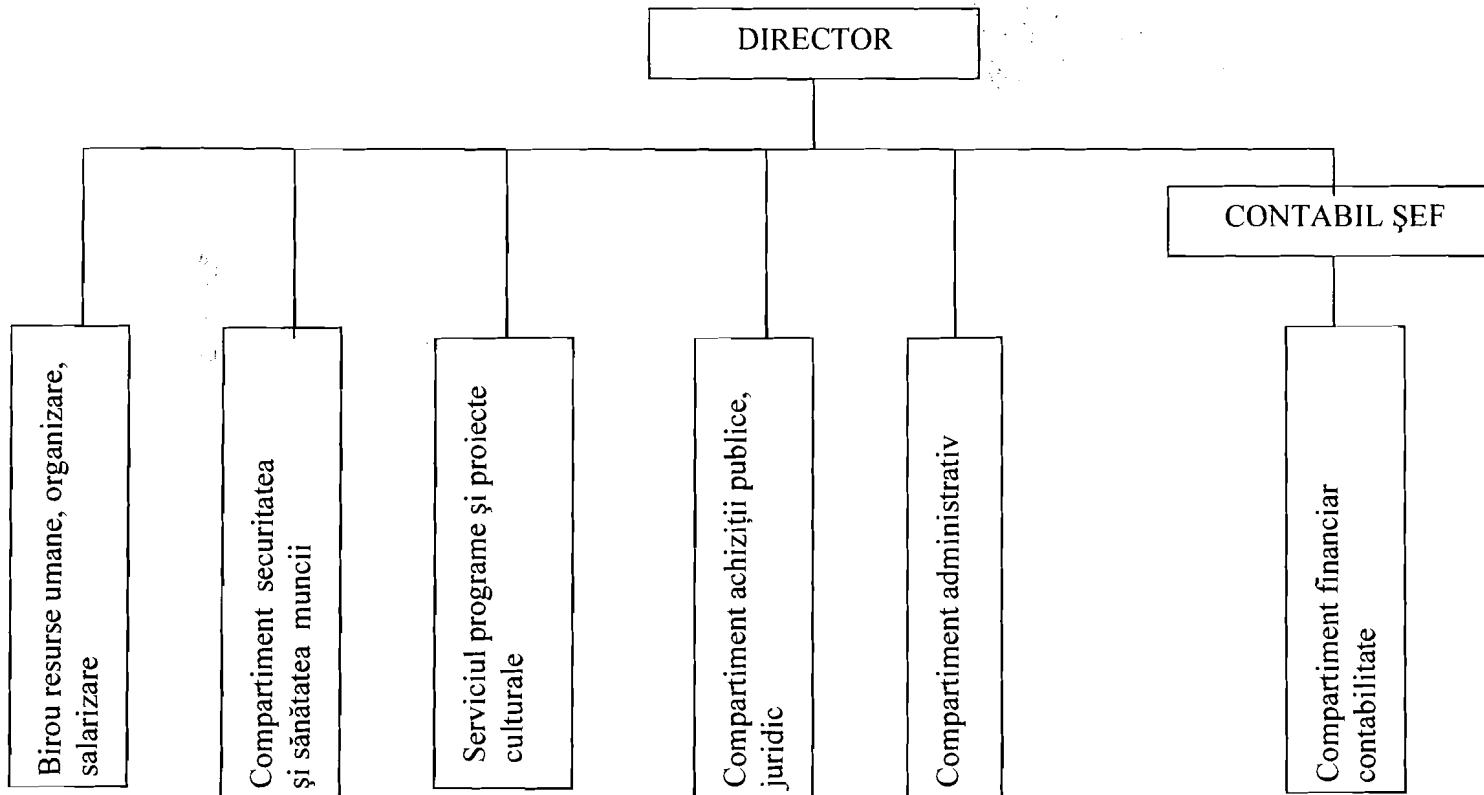 DIRECTOR
CONTABIL ŞEF
Birou resurse umane, organizare,
salarizare
Compartiment securitatea
şi sănătatea muncii
Serviciul programe şi proiecte
culturale
Compartiment achiziţii publice,
juridic
Compartiment administrativ
Compartiment financiar
contabilitate